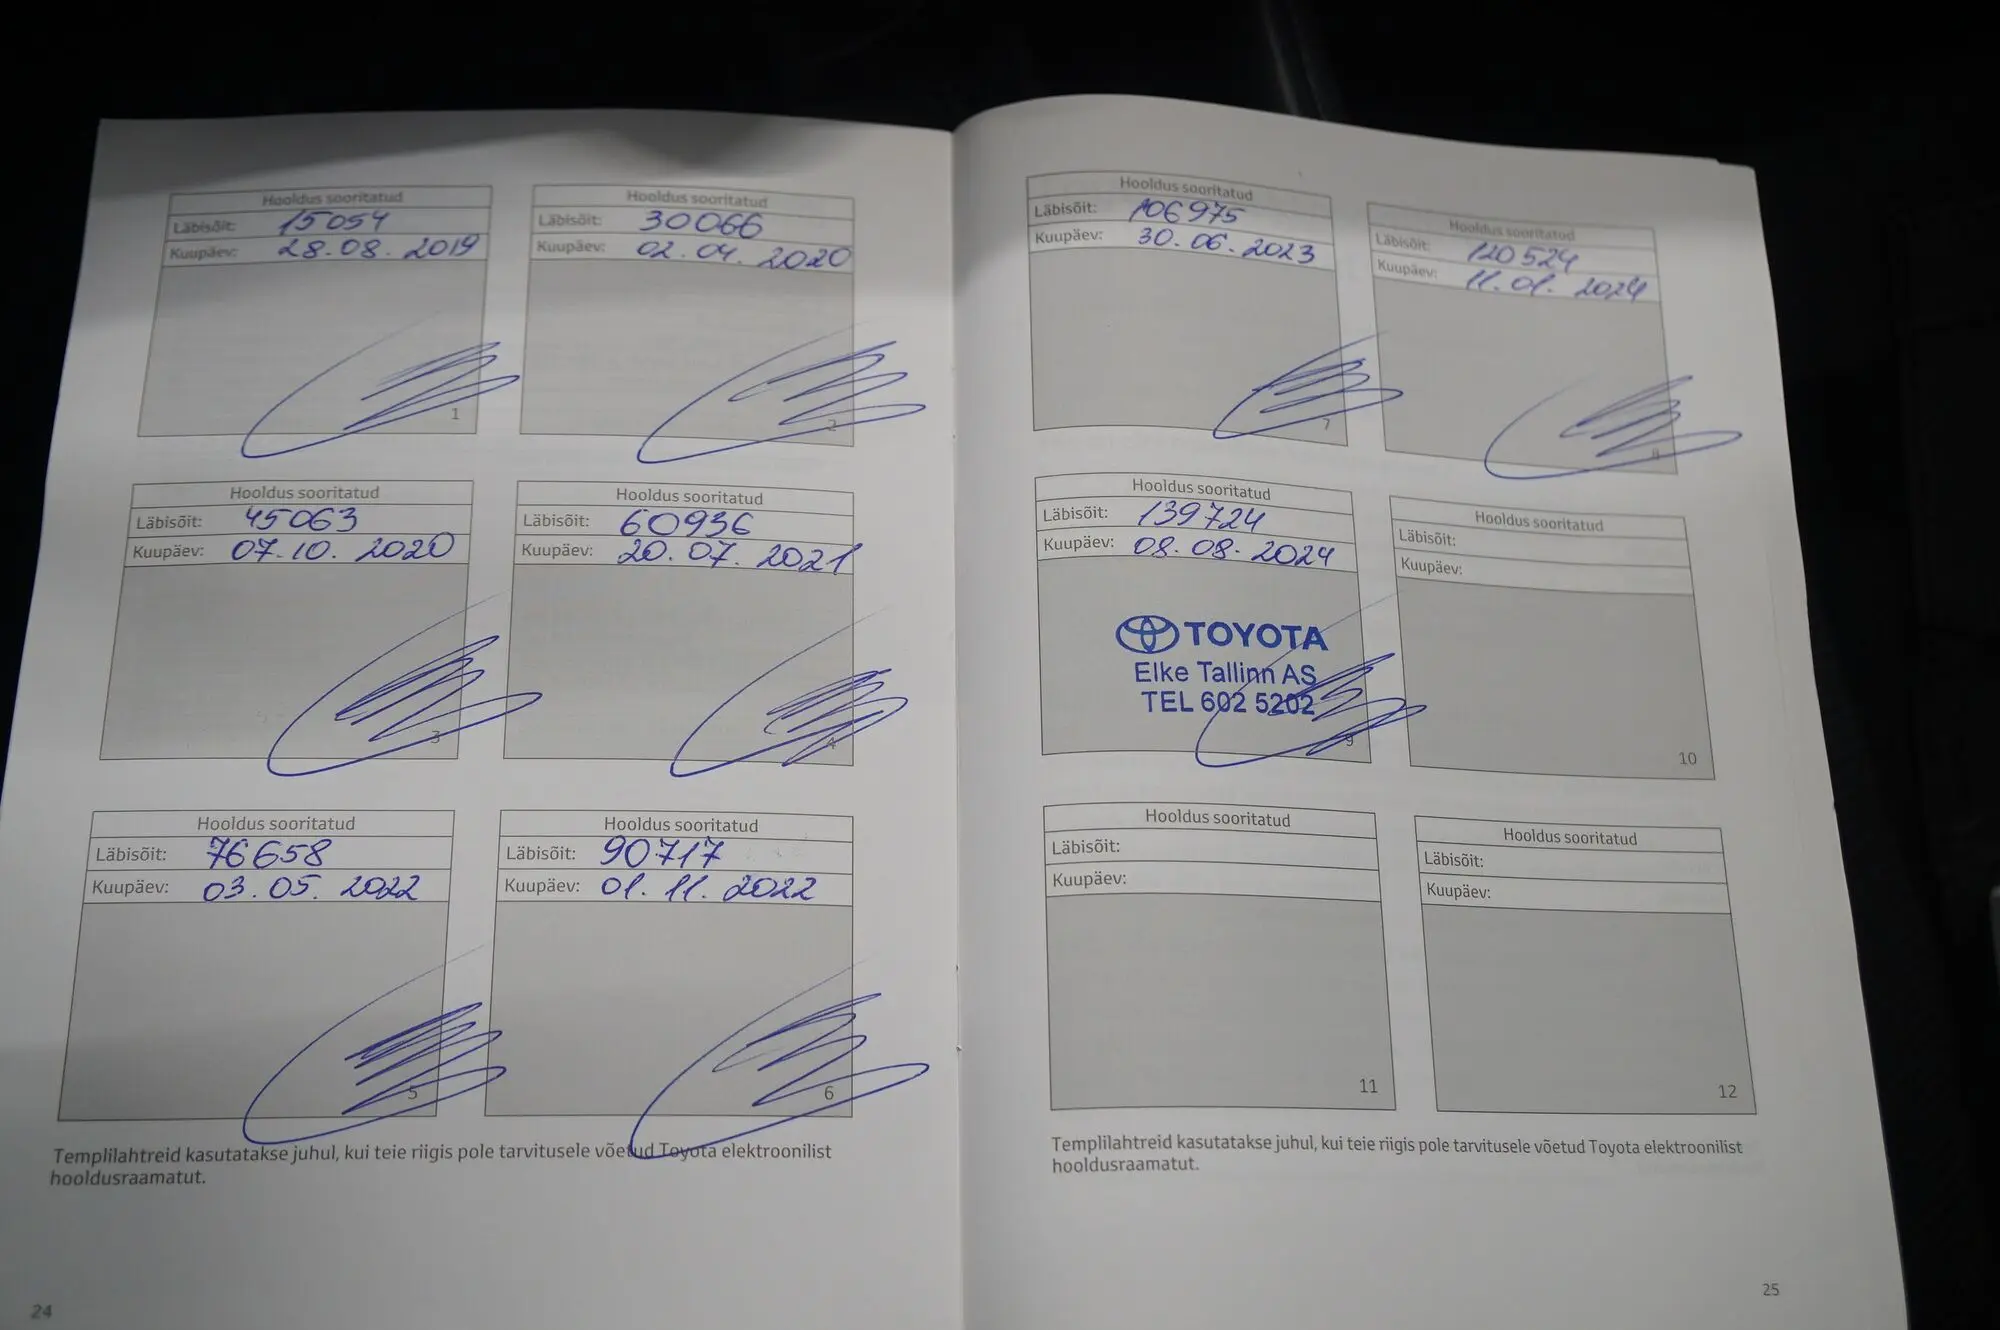 Hooldus sooritatud
Läbisõit: 15054
Kuupäev: 28.08.2019
1
Hooldus sooritatud
Läbisõit: 30066
Kuupäev: 02.04.2020
2
Hooldus sooritatud
Läbisõit: 45063
Kuupäev: 07.10.2020
3
Hooldus sooritatud
Läbisõit: 60936
Kuupäev: 20.07.2021
4
Hooldus sooritatud
Läbisõit: 76658
Kuupäev: 03.05.2022
5
Hooldus sooritatud
Läbisõit: 90717
Kuupäev: 01.11.2022
6
Templilahtreid kasutatakse juhul, kui teie riigis pole tarvitusele võetud Toyota elektroonilist
hooldusraamatut.
24
Hooldus sooritatud
Läbisõit: 106975
Kuupäev: 30.06.2023
7
Hooldus sooritatud
Läbisõit: 120524
Kuupäev: 11.01.2024
8
Hooldus sooritatud
Läbisõit: 139724
Kuupäev: 08.08.2024
TOYOTA
Elke Tallinn AS
TEL 602 5202
9
Hooldus sooritatud
Läbisõit:
Kuupäev:
10
Hooldus sooritatud
Läbisõit:
Kuupäev:
11
Hooldus sooritatud
Läbisõit:
Kuupäev:
12
Templilahtreid kasutatakse juhul, kui teie riigis pole tarvitusele võetud Toyota elektroonilist
hooldusraamatut.
25